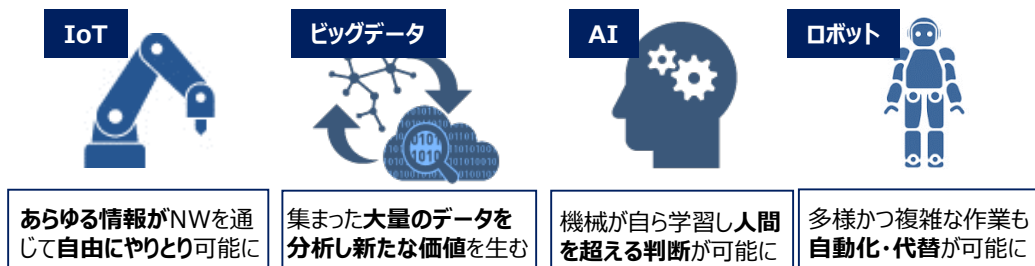 IoT
ビッグデータ
AI
ロボット
あらゆる情報がNWを通
じて自由にやりとり可能に
集まった大量のデータを
分析し新たな価値を生む
機械が自ら学習し人間
を超える判断が可能に
多様かつ複雑な作業も
自動化・代替が可能に